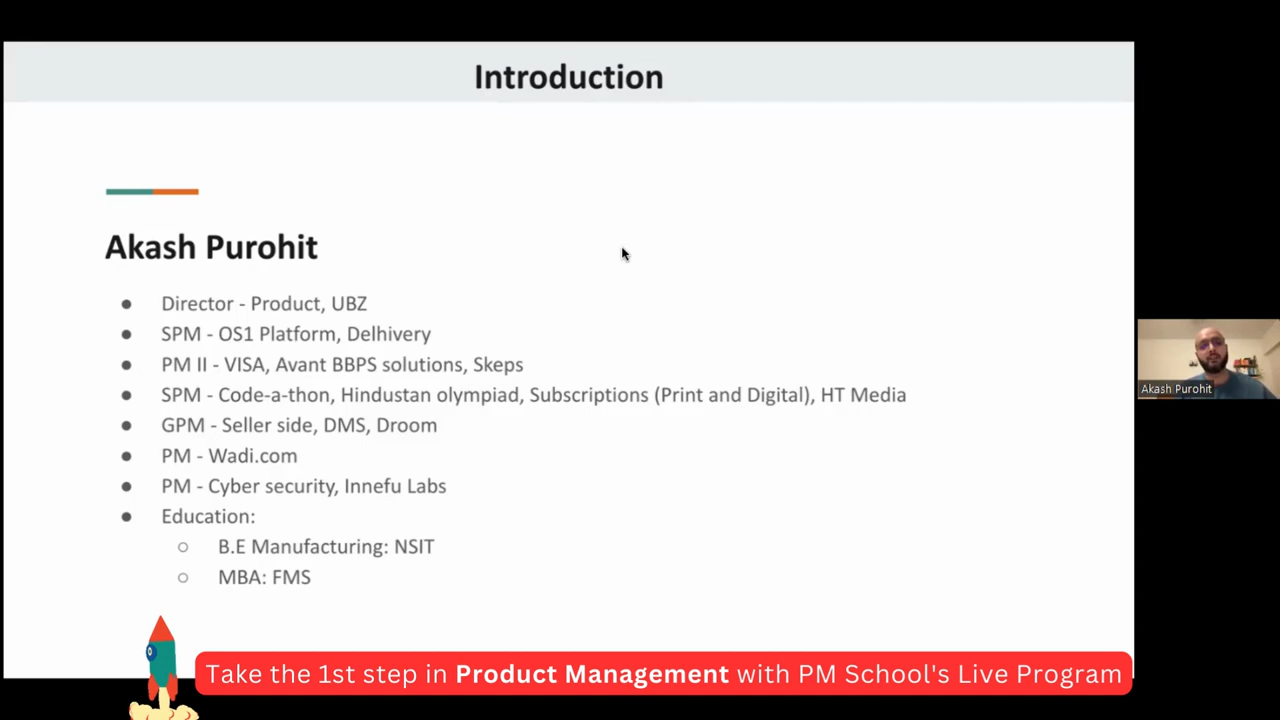 Introduction
Akash Purohit
● Director - Product, UBZ
● SPM - OS1 Platform, Delhivery
● PM II - VISA, Avant BBPS solutions, Skeps
● SPM - Code-a-thon, Hindustan olympiad, Subscriptions (Print and Digital), HT Media
● GPM - Seller side, DMS, Droom
● PM - Wadi.com
● PM - Cyber security, Innefu Labs
● Education:
○ B.E Manufacturing: NSIT
○ MBA: FMS
Akash Purohit
Take the 1st step in Product Management with PM School's Live Program